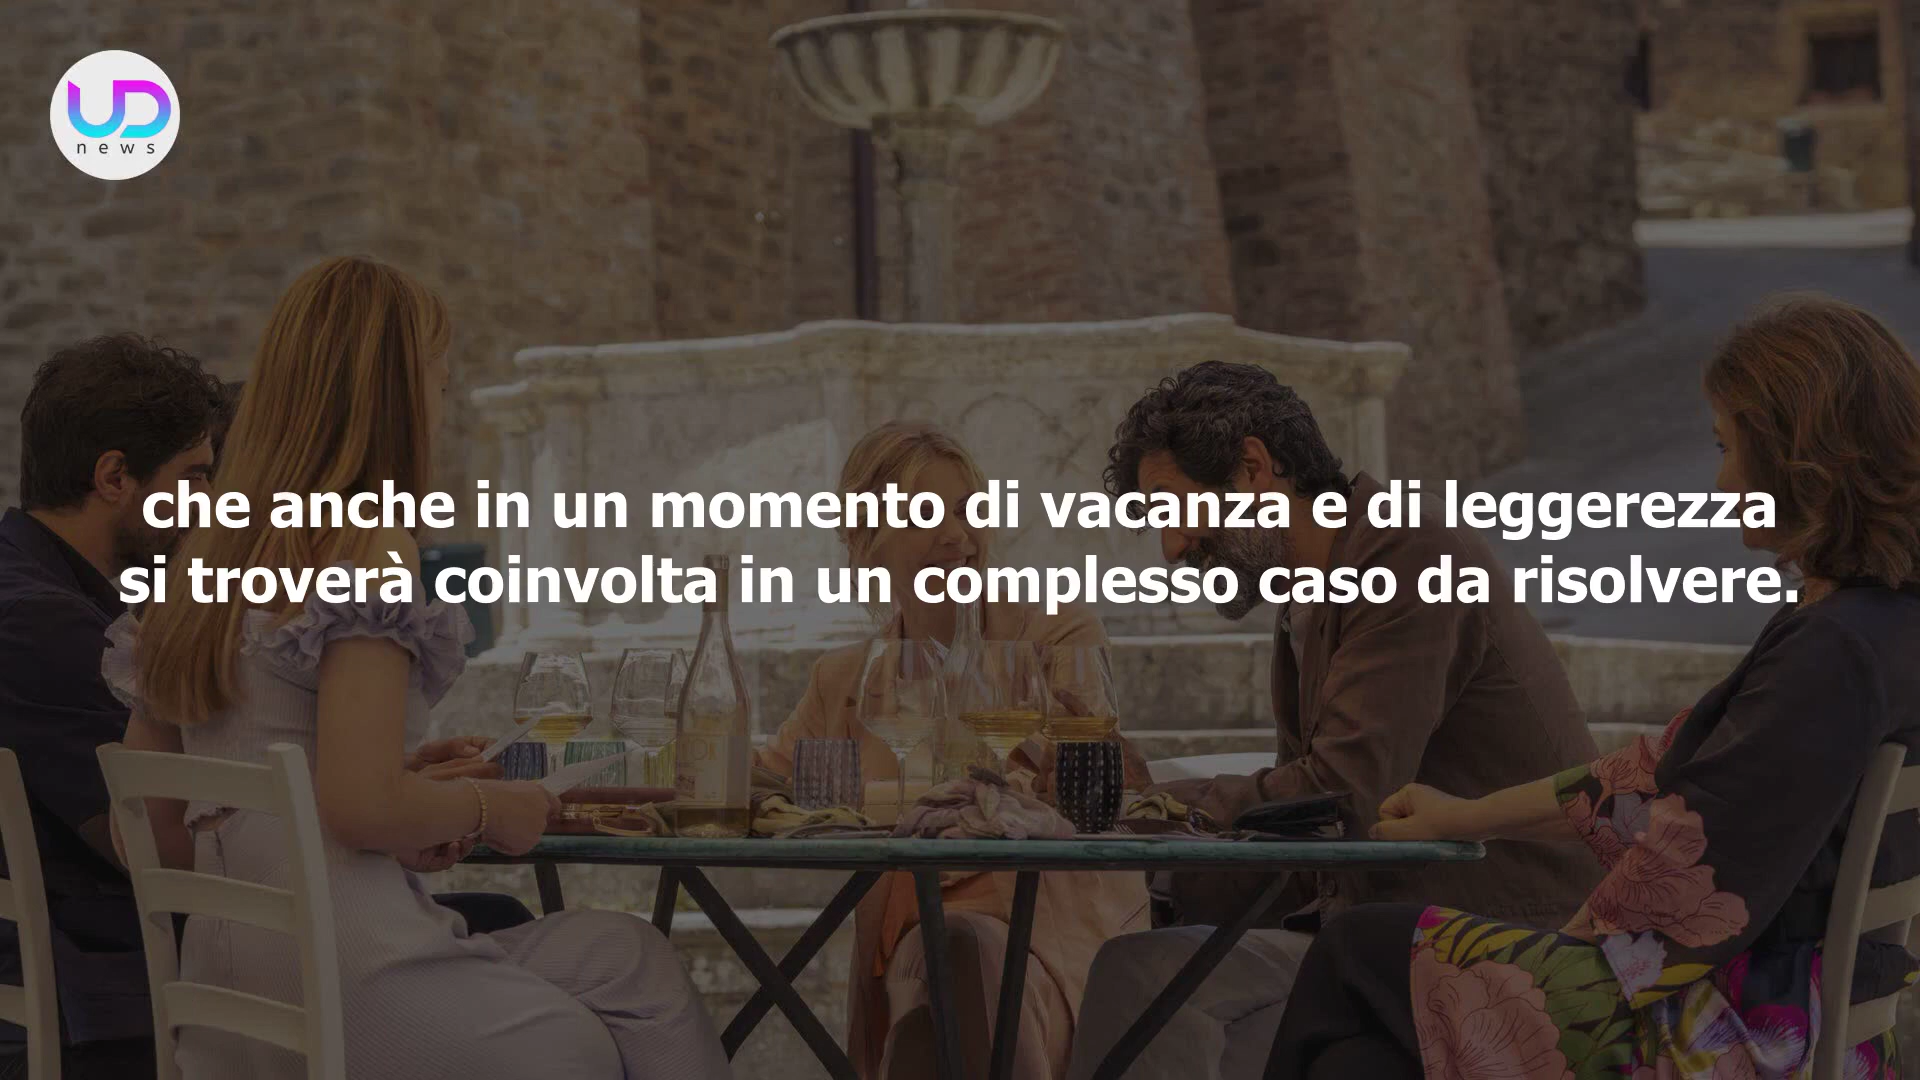 UD
news
che anche in un momento di vacanza e di leggerezza
si troverà coinvolta in un complesso caso da risolvere.